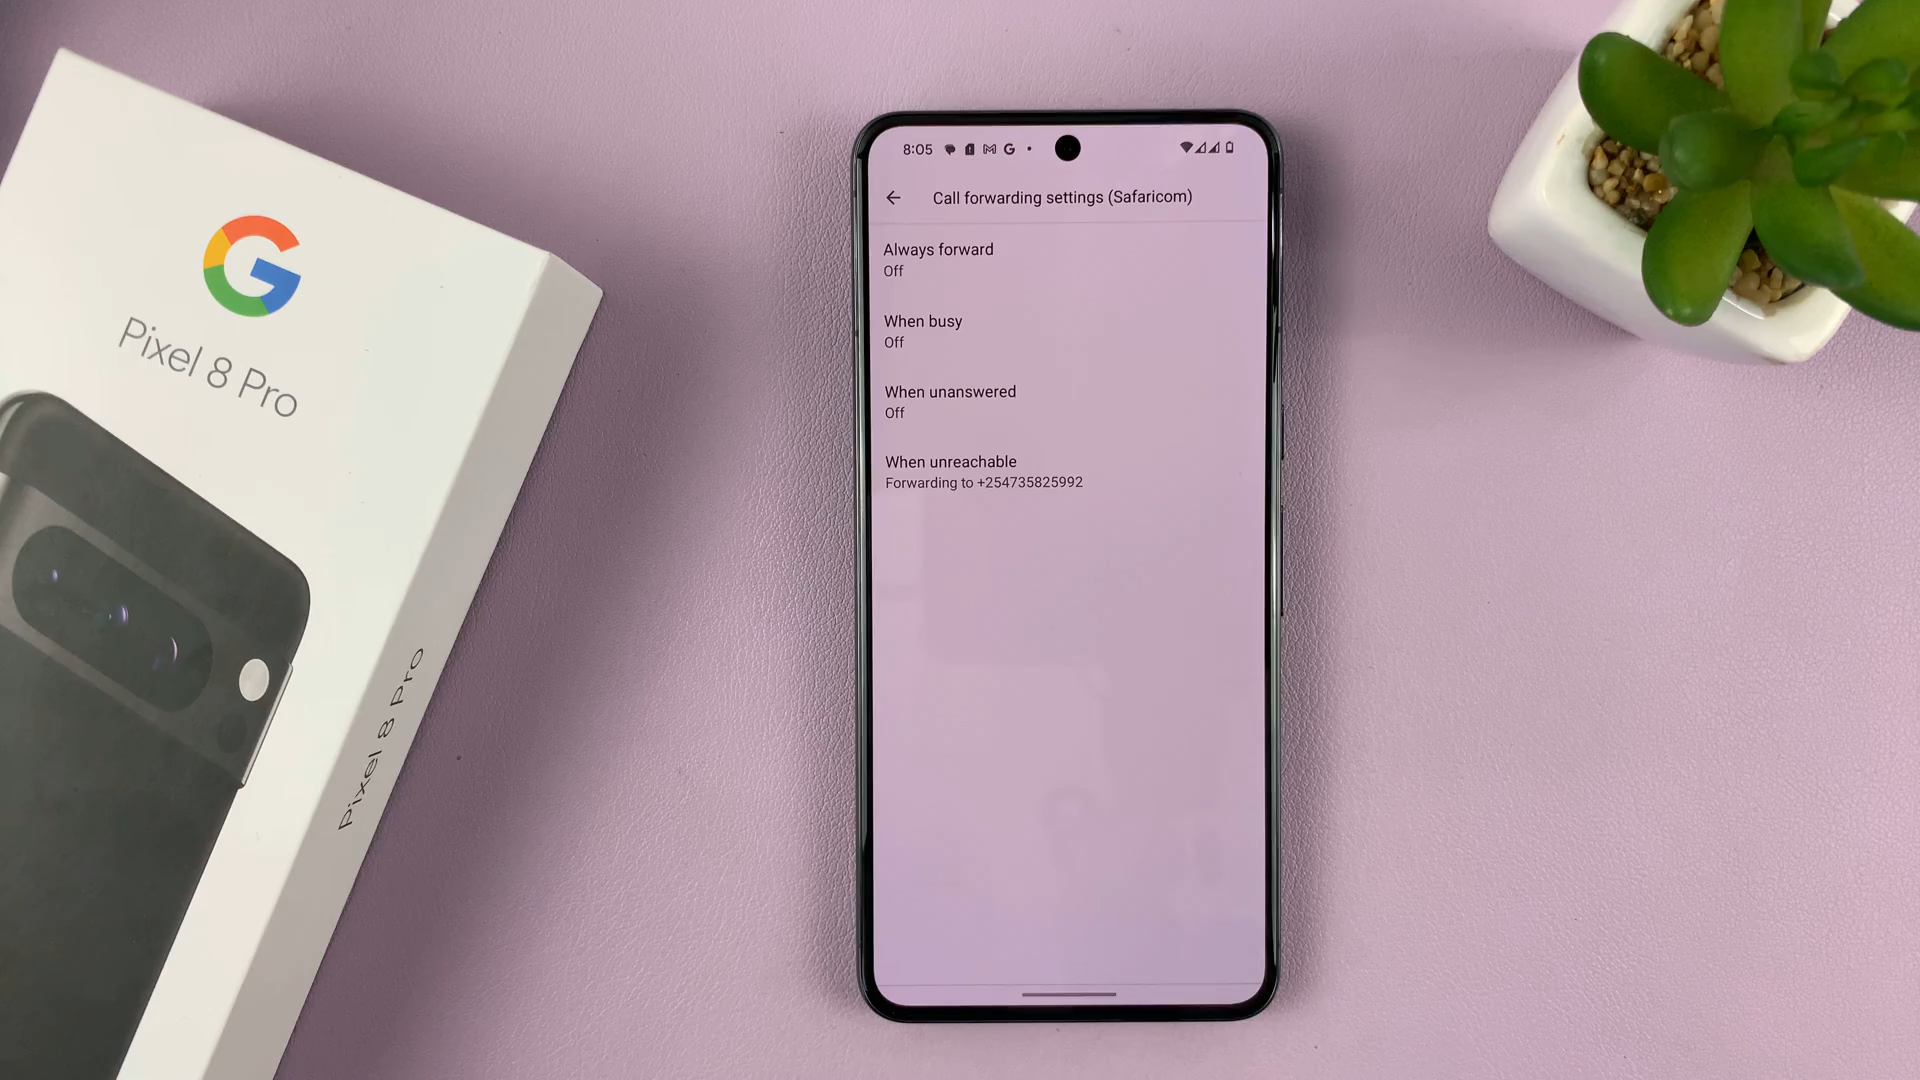 Pixel 8 Pro
Pixel 8 Pro
8:05
Call forwarding settings (Safaricom)
Always forward
Off
When busy
Off
When unanswered
Off
When unreachable
Forwarding to +254735825992